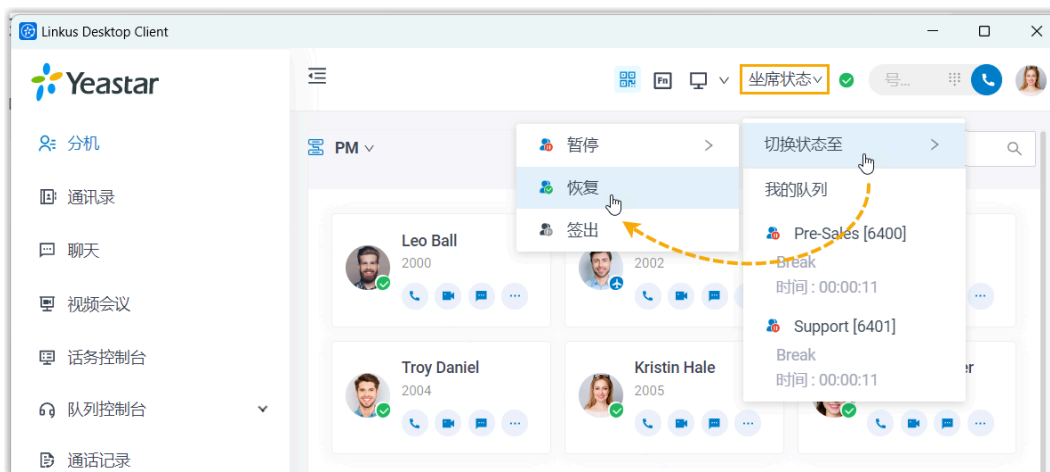 Linkus Desktop Client
Yeastar
Fn
坐席状态
号...
分机
通讯录
聊天
视频会议
话务控制台
队列控制台
通话记录
PM
暂停
恢复
签出
切换状态至
我的队列
Pre-Sales [6400]
Break
时间 : 00:00:11
Support [6401]
Break
时间 : 00:00:11
Leo Ball
2000
2002
Troy Daniel
2004
Kristin Hale
2005
er